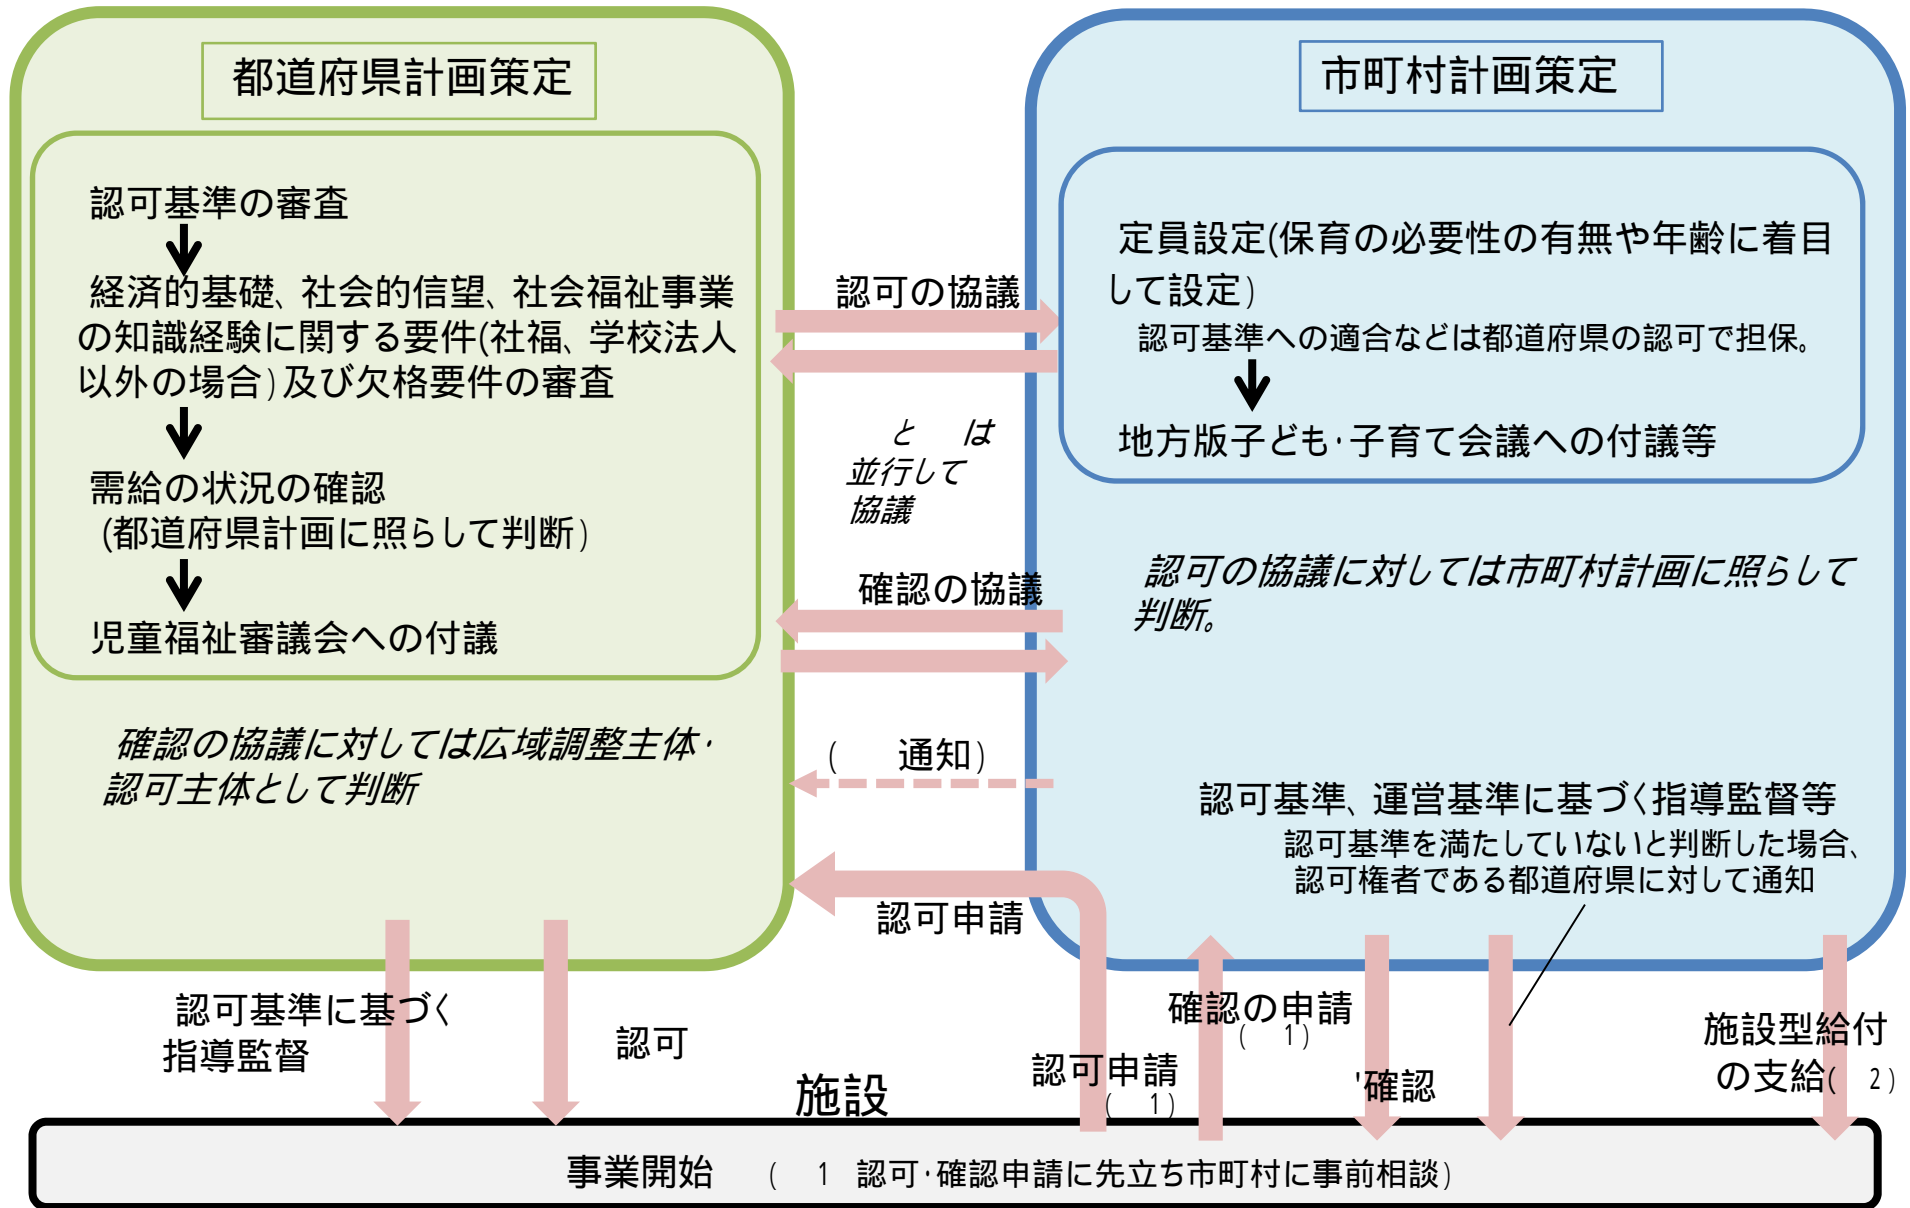 都道府県計画策定
認可基準の審査
経済的基礎、社会的信望、社会福祉事業
の知識経験に関する要件(社福、学校法人
以外の場合)及び欠格要件の審査
需給の状況の確認
(都道府県計画に照らして判断)
児童福祉審議会への付議
確認の協議に対しては広域調整主体・
認可主体として判断
認可の協議
と は
並行して
協議
確認の協議
( 通知)
認可申請
市町村計画策定
定員設定(保育の必要性の有無や年齢に着目
して設定)
認可基準への適合などは都道府県の認可で担保。
地方版子ども・子育て会議への付議等
認可の協議に対しては市町村計画に照らして
判断。
認可基準、運営基準に基づく指導監督等
認可基準を満たしていないと判断した場合、
認可権者である都道府県に対して通知
認可基準に基づく
指導監督
認可
施設
認可申請
( 1)
確認の申請
( 1)
'確認
施設型給付
の支給( 2)
事業開始 ( 1 認可・確認申請に先立ち市町村に事前相談)